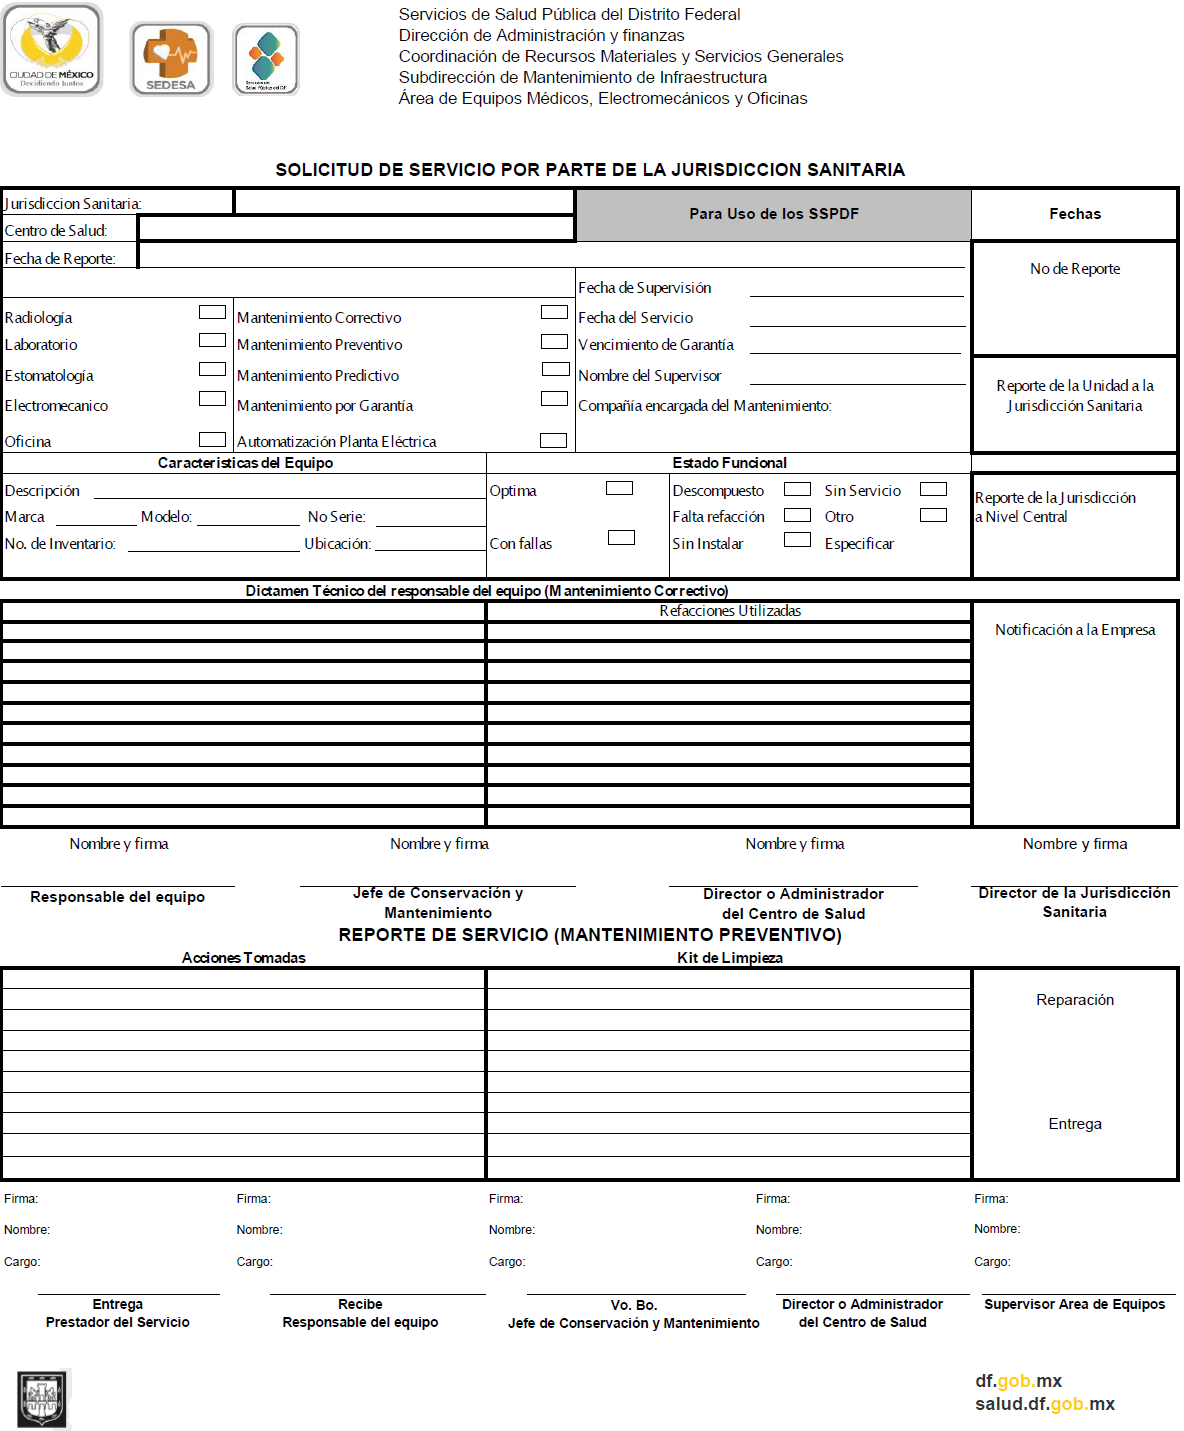 CIUDAD DE MÉXICO
Decidiendo Juntos
SEDESA
Servicios de
Salud Pública del DF
Servicios de Salud Pública del Distrito Federal
Dirección de Administración y finanzas
Coordinación de Recursos Materiales y Servicios Generales
Subdirección de Mantenimiento de Infraestructura
Área de Equipos Médicos, Electromecánicos y Oficinas
SOLICITUD DE SERVICIO POR PARTE DE LA JURISDICCION SANITARIA
Jurisdiccion Sanitaria:
Para Uso de los SSPDF
Fechas
Centro de Salud:
Fecha de Reporte:
No de Reporte
Fecha de Supervisión
Radiología
Mantenimiento Correctivo
Fecha del Servicio
Laboratorio
Mantenimiento Preventivo
Vencimiento de Garantía
Estomatología
Mantenimiento Predictivo
Nombre del Supervisor
Reporte de la Unidad a la
Jurisdicción Sanitaria
Electromecanico
Mantenimiento por Garantía
Compañía encargada del Mantenimiento:
Oficina
Automatización Planta Eléctrica
Caracteristicas del Equipo
Estado Funcional
Descripción
Optima
Descompuesto
Sin Servicio
Reporte de la Jurisdicción
a Nivel Central
Marca
Modelo:
No Serie:
Falta refacción
Otro
No. de Inventario:
Ubicación:
Con fallas
Sin Instalar
Especificar
Dictamen Técnico del responsable del equipo (Mantenimiento Correctivo)
Refacciones Utilizadas
Notificación a la Empresa
Nombre y firma
Nombre y firma
Nombre y firma
Nombre y firma
Responsable del equipo
Jefe de Conservación y
Mantenimiento
Director o Administrador
del Centro de Salud
Director de la Jurisdicción
Sanitaria
REPORTE DE SERVICIO (MANTENIMIENTO PREVENTIVO)
Acciones Tomadas
Kit de Limpieza
Reparación
Entrega
Firma:
Firma:
Firma:
Firma:
Firma:
Nombre:
Nombre:
Nombre:
Nombre:
Nombre:
Cargo:
Cargo:
Cargo:
Cargo:
Cargo:
Entrega
Prestador del Servicio
Recibe
Responsable del equipo
Vo. Bo.
Jefe de Conservación y Mantenimiento
Director o Administrador
del Centro de Salud
Supervisor Area de Equipos
df.gob.mx
salud.df.gob.mx